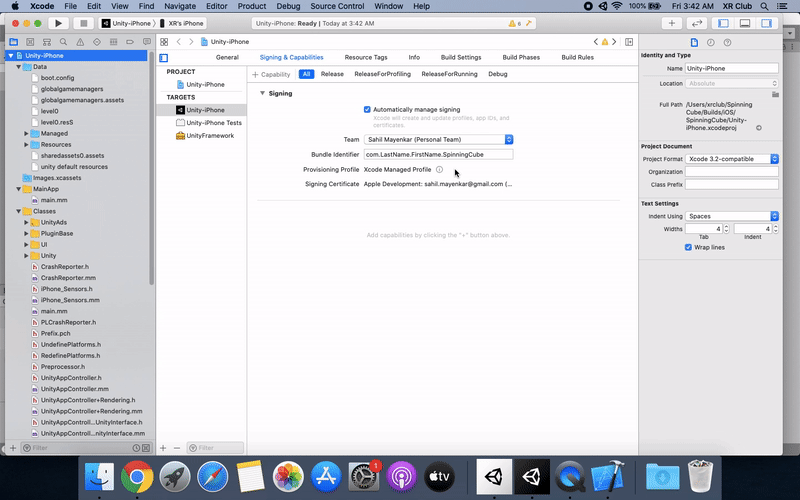 Xcode File Edit View Find Navigate Editor Product Debug Source Control Window Help 100% Fri 3:42 AM XR Club
Unity-iPhone XR's iPhone Unity-iPhone: Ready | Today at 3:42 AM 6
Unity-iPhone
Unity-iPhone
General Signing & Capabilities Resource Tags Info Build Settings Build Phases Build Rules
+ Capability All Release ReleaseForProfiling ReleaseForRunning Debug
Data
boot.config
globalgamemanagers
globalgamemanagers.assets
level0
level0.resS
Managed
Resources
sharedassets0.assets
unity default resources
Images.xcassets
MainApp
main.mm
Classes
UnityAds
PluginBase
UI
Unity
CrashReporter.h
CrashReporter.mm
iPhone_Sensors.h
iPhone_Sensors.mm
main.mm
PLCrashReporter.h
Prefix.pch
UndefinePlatforms.h
RedefinePlatforms.h
Preprocessor.h
UnityAppController.h
UnityAppController.mm
UnityAppController+Rendering.h
UnityAppController+Rendering.mm
UnityAppControll...UnityInterface.h
UnityAppControll...nityInterface.mm
Filter
PROJECT
Unity-iPhone
TARGETS
Unity-iPhone
Unity-iPhone Tests
UnityFramework
Filter
Signing
Automatically manage signing
Xcode will create and update profiles, app IDs, and
certificates.
Team Sahil Mayenkar (Personal Team)
Bundle Identifier com.LastName.FirstName.SpinningCube
Provisioning Profile Xcode Managed Profile
Signing Certificate Apple Development: sahil.mayenkar@gmail.com (...
Add capabilities by clicking the "+" button above.
Identity and Type
Name Unity-iPhone
Location Absolute
Full Path /Users/xrclub/Spinning
Cube/Builds/iOS/
SpinningCube/Unity-
iPhone.xcodeproj
Project Document
Project Format Xcode 3.2-compatible
Organization
Class Prefix
Text Settings
Indent Using Spaces
Widths 4 4
Tab Indent
Wrap lines
1
tv